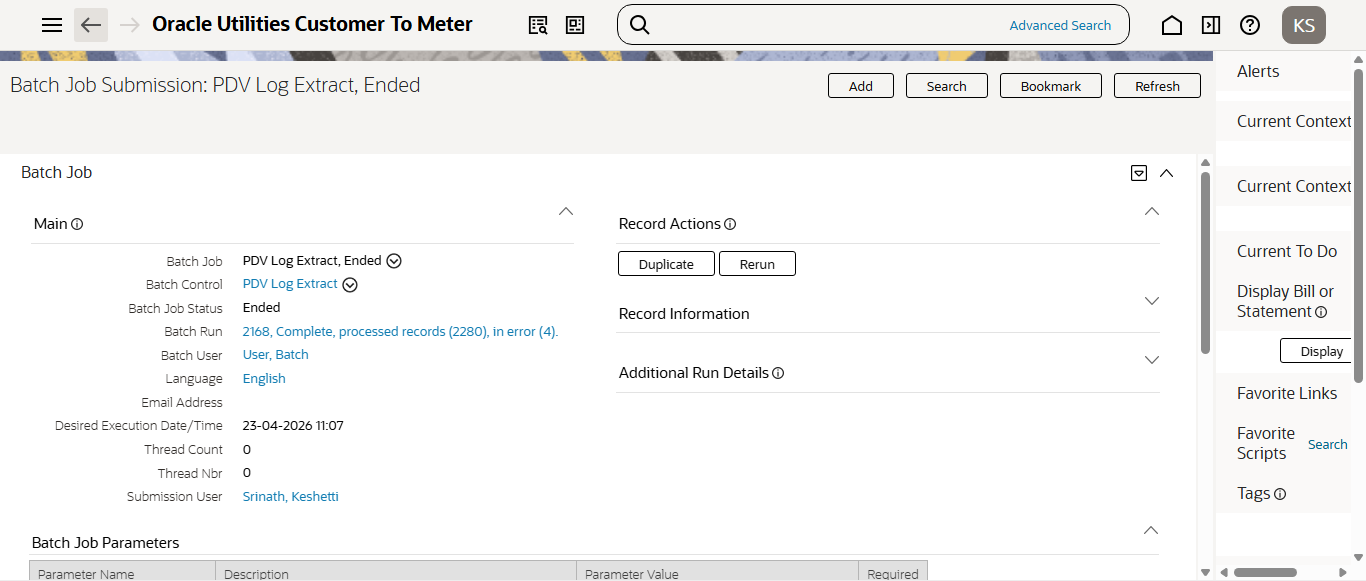 Oracle Utilities Customer To Meter
Advanced Search
KS
Batch Job Submission: PDV Log Extract, Ended
Add
Search
Bookmark
Refresh
Batch Job
Main
Batch Job PDV Log Extract, Ended
Batch Control PDV Log Extract
Batch Job Status Ended
Batch Run 2168, Complete, processed records (2280), in error (4).
Batch User User, Batch
Language English
Email Address
Desired Execution Date/Time 23-04-2026 11:07
Thread Count 0
Thread Nbr 0
Submission User Srinath, Keshetti
Record Actions
Duplicate
Rerun
Record Information
Additional Run Details
Batch Job Parameters
Parameter Name Description Parameter Value Required
Alerts
Current Context
Current Context
Current To Do
Display Bill or
Statement
Display
Favorite Links
Favorite
Scripts
Search
Tags